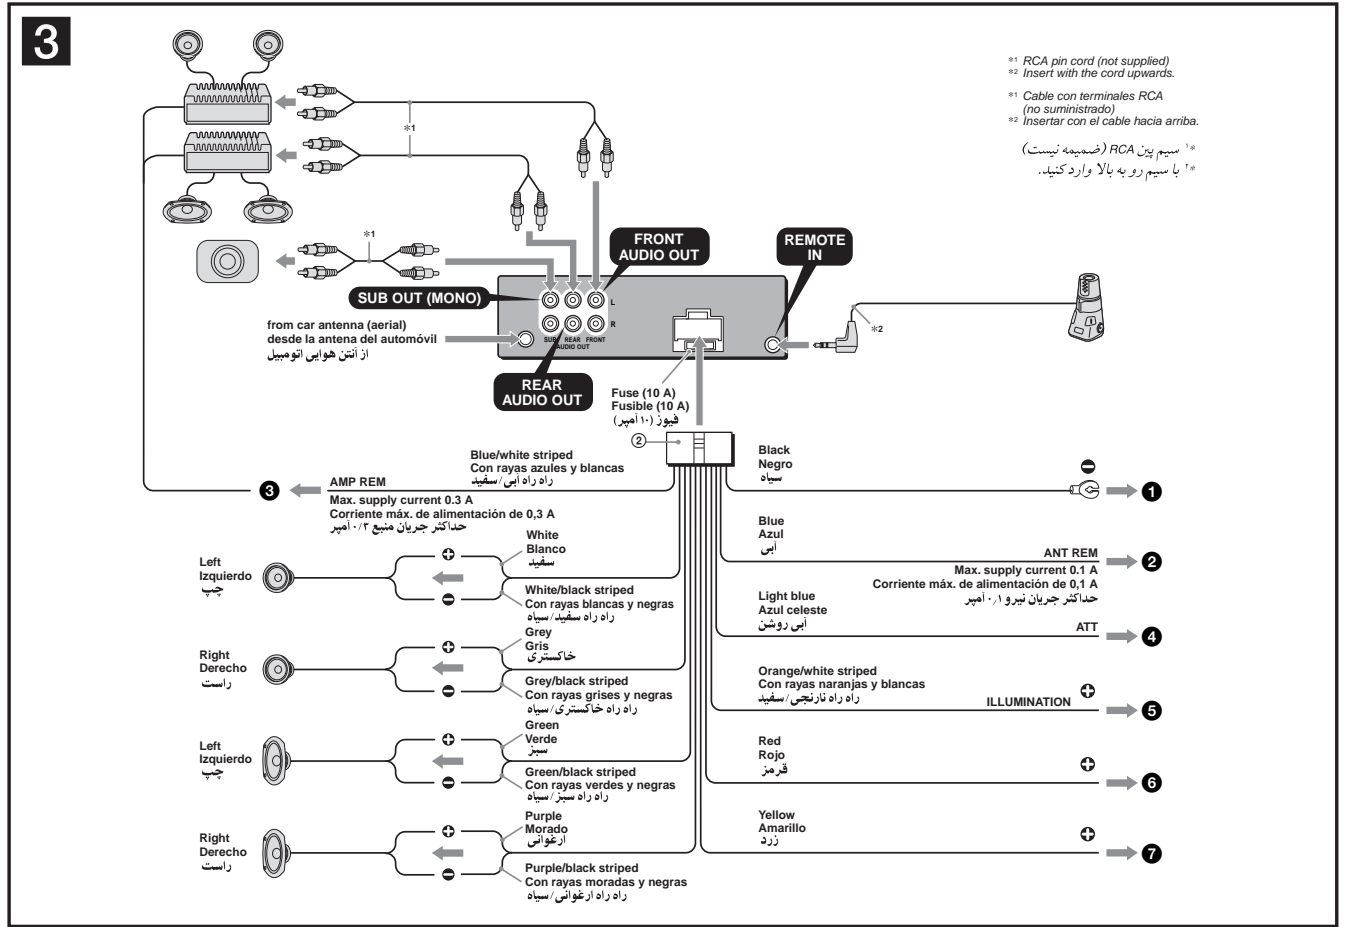 3
*1 RCA pin cord (not supplied)
*2 Insert with the cord upwards.
*1 Cable con terminales RCA
(no suministrado)
*2 Insertar con el cable hacia arriba.
*۱ سیم پین RCA (ضمیمه نیست)
*۲ با سیم رو به بالا وارد کنید.
*1
*1
FRONT
AUDIO OUT
REMOTE
IN
SUB OUT (MONO)
*2
L
R
SUB REAR FRONT
AUDIO OUT
from car antenna (aerial)
desde la antena del automóvil
از آنتن هوایی اتومبیل
REAR
AUDIO OUT
Fuse (10 A)
Fusible (10 A)
فیوز (۱۰ آمپر)
2
Blue/white striped
Con rayas azules y blancas
راه راه آبی/سفید
3
AMP REM
Max. supply current 0.3 A
Corriente máx. de alimentación de 0,3 A
حداکثر جریان منبع ۰/۳ آمپر
Black
Negro
سیاه
1
Blue
Azul
آبی
ANT REM
2
Max. supply current 0.1 A
Corriente máx. de alimentación de 0,1 A
حداکثر جریان نیرو ۰/۱ آمپر
Left
Izquierdo
چپ
White
Blanco
سفید
White/black striped
Con rayas blancas y negras
راه راه سفید/سیاه
Light blue
Azul celeste
آبی روشن
ATT
4
Right
Derecho
راست
Grey
Gris
خاکستری
Grey/black striped
Con rayas grises y negras
راه راه خاکستری/سیاه
Orange/white striped
Con rayas naranjas y blancas
راه راه نارنجی/سفید
ILLUMINATION
5
Left
Izquierdo
چپ
Green
Verde
سبز
Green/black striped
Con rayas verdes y negras
راه راه سبز/سیاه
Red
Rojo
قرمز
6
Right
Derecho
راست
Purple
Morado
ارغوانی
Purple/black striped
Con rayas moradas y negras
راه راه ارغوانی/سیاه
Yellow
Amarillo
زرد
7